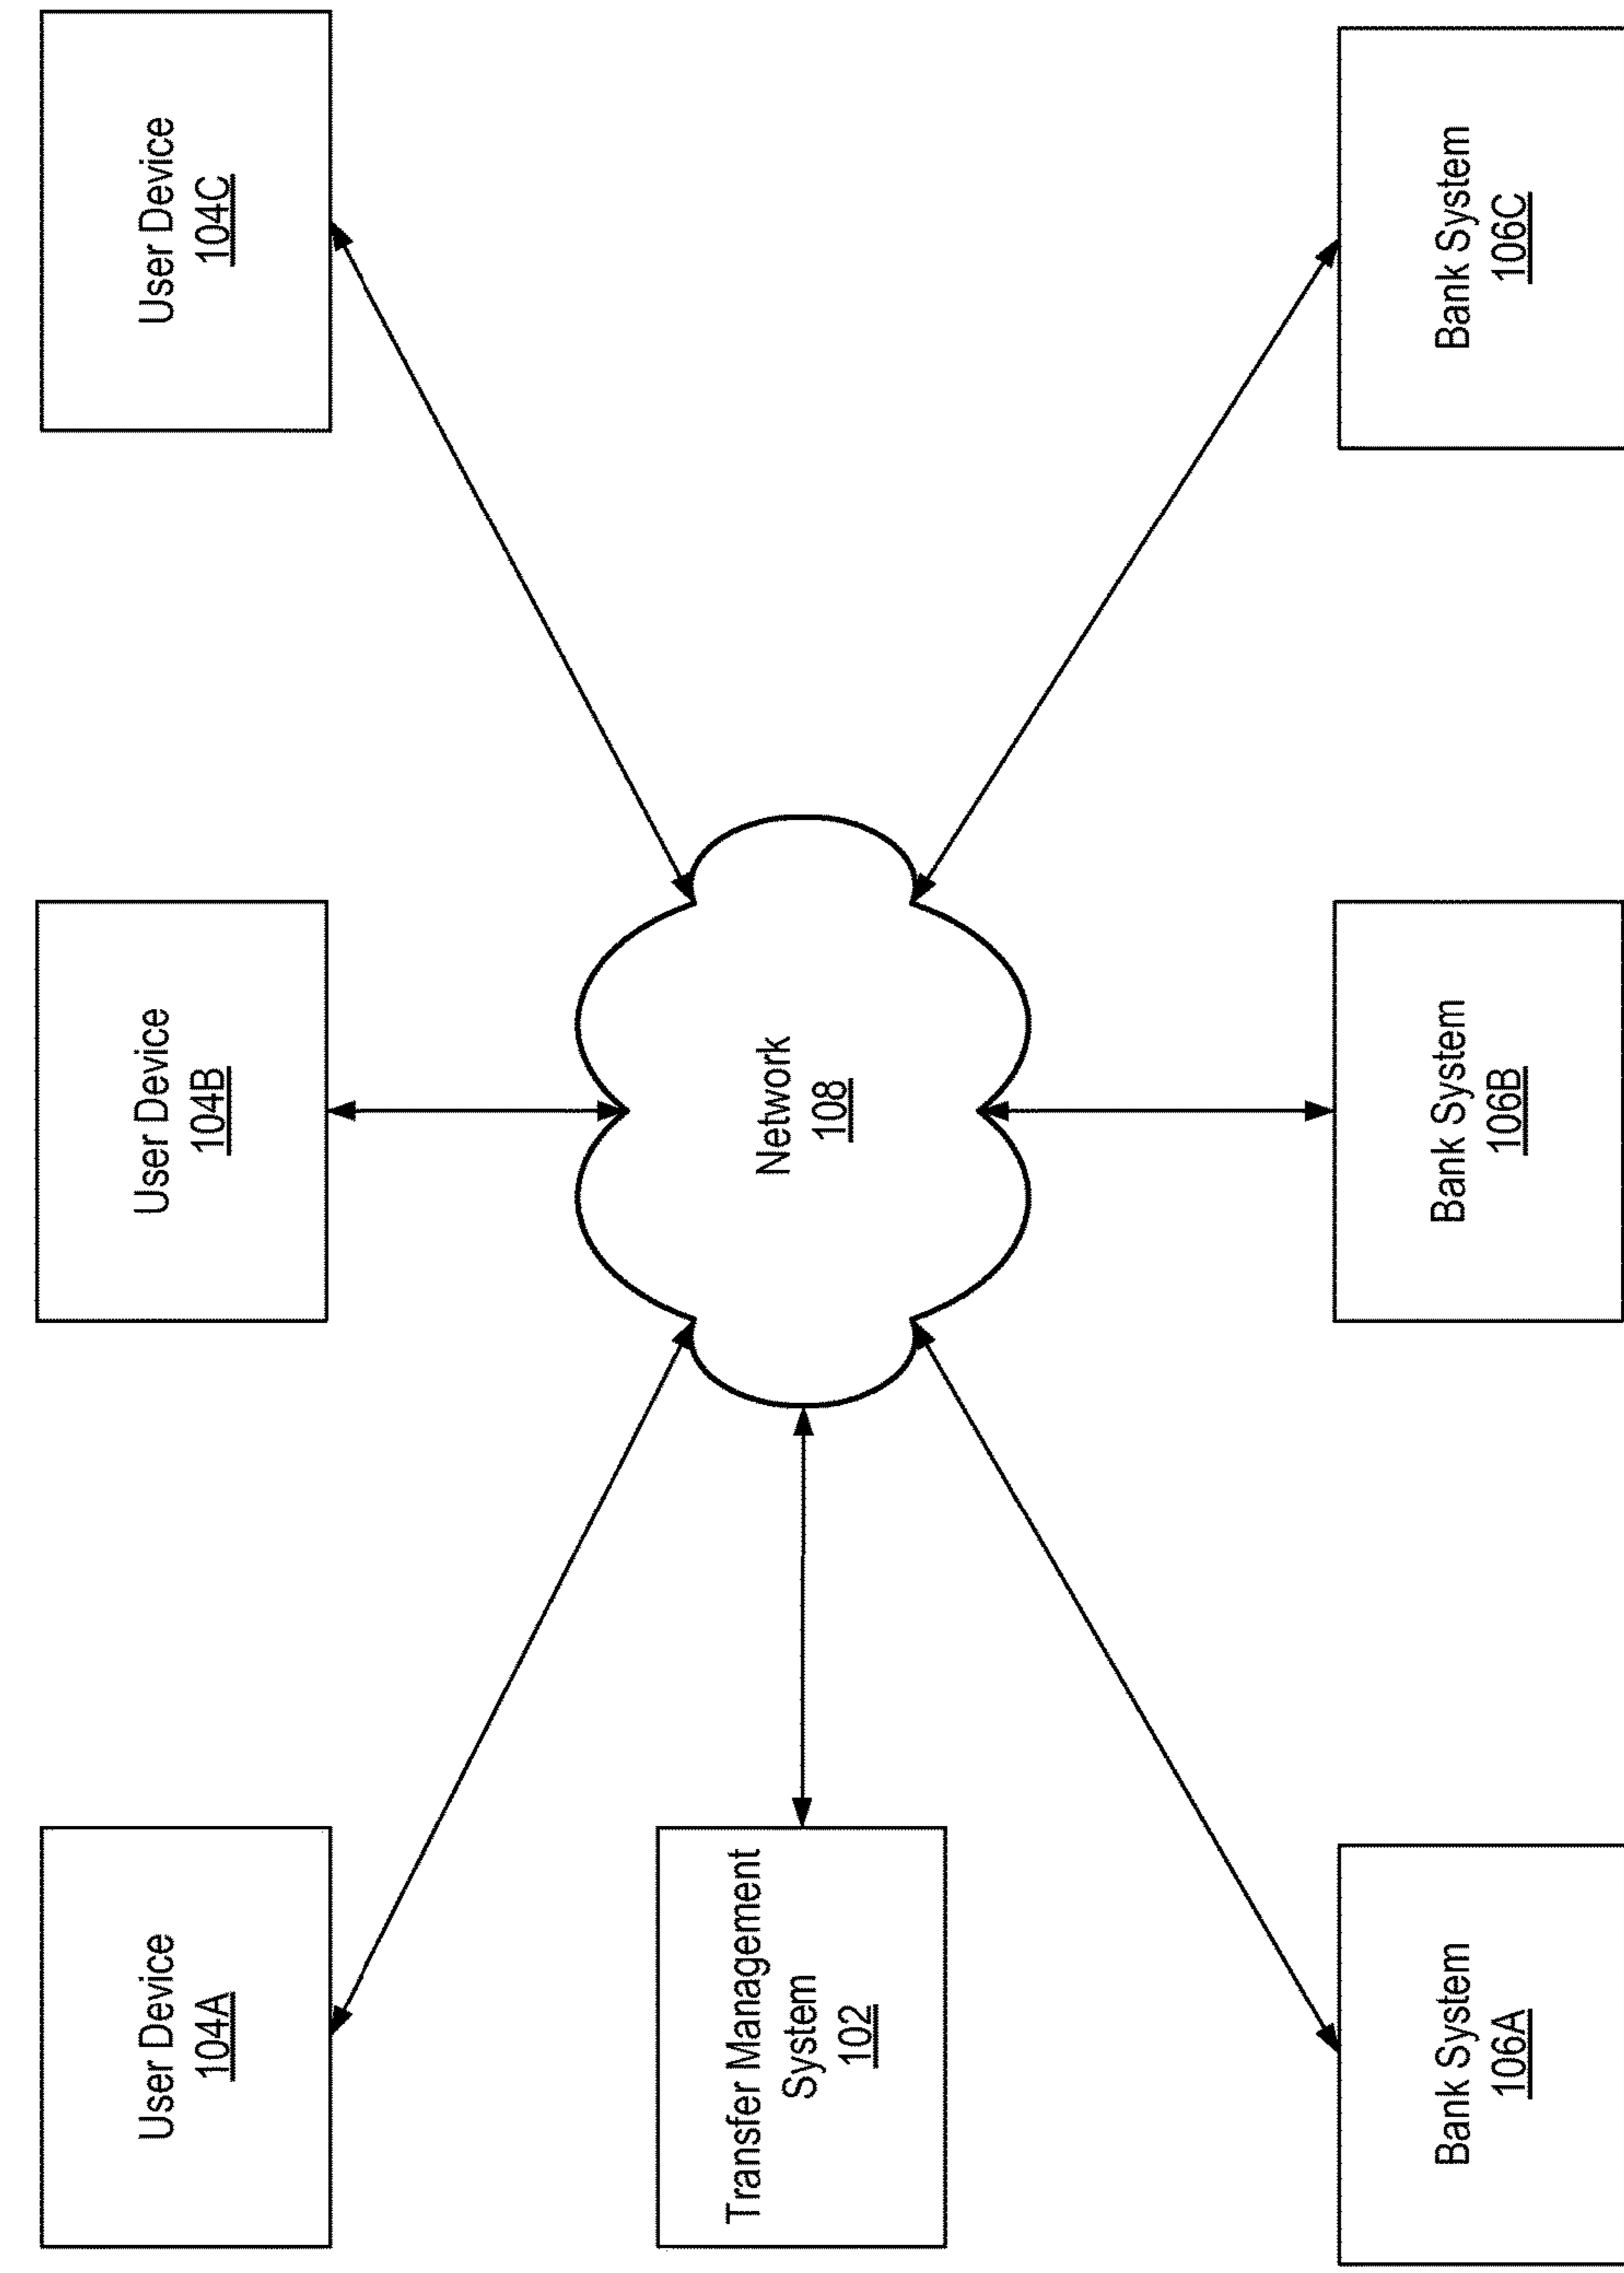 User Device
104A
User Device
104B
User Device
104C
Transfer Management
System
102
Network
108
Bank System
106A
Bank System
106B
Bank System
106C